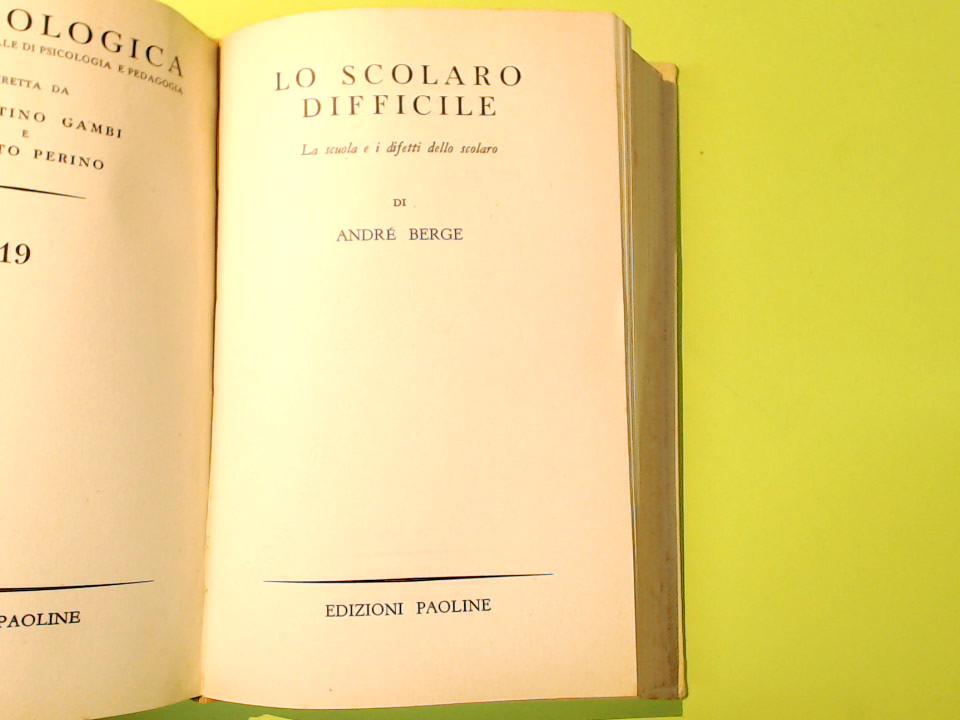 OLOGICA
ALE DI PSICOLOGIA E PEDAGOGIA
RETTA DA
TINO GAMBI
E
TO PERINO
19
PAOLINE
LO SCOLARO
DIFFICILE
La scuola e i difetti dello scolaro
DI
ANDRÉ BERGE
EDIZIONI PAOLINE